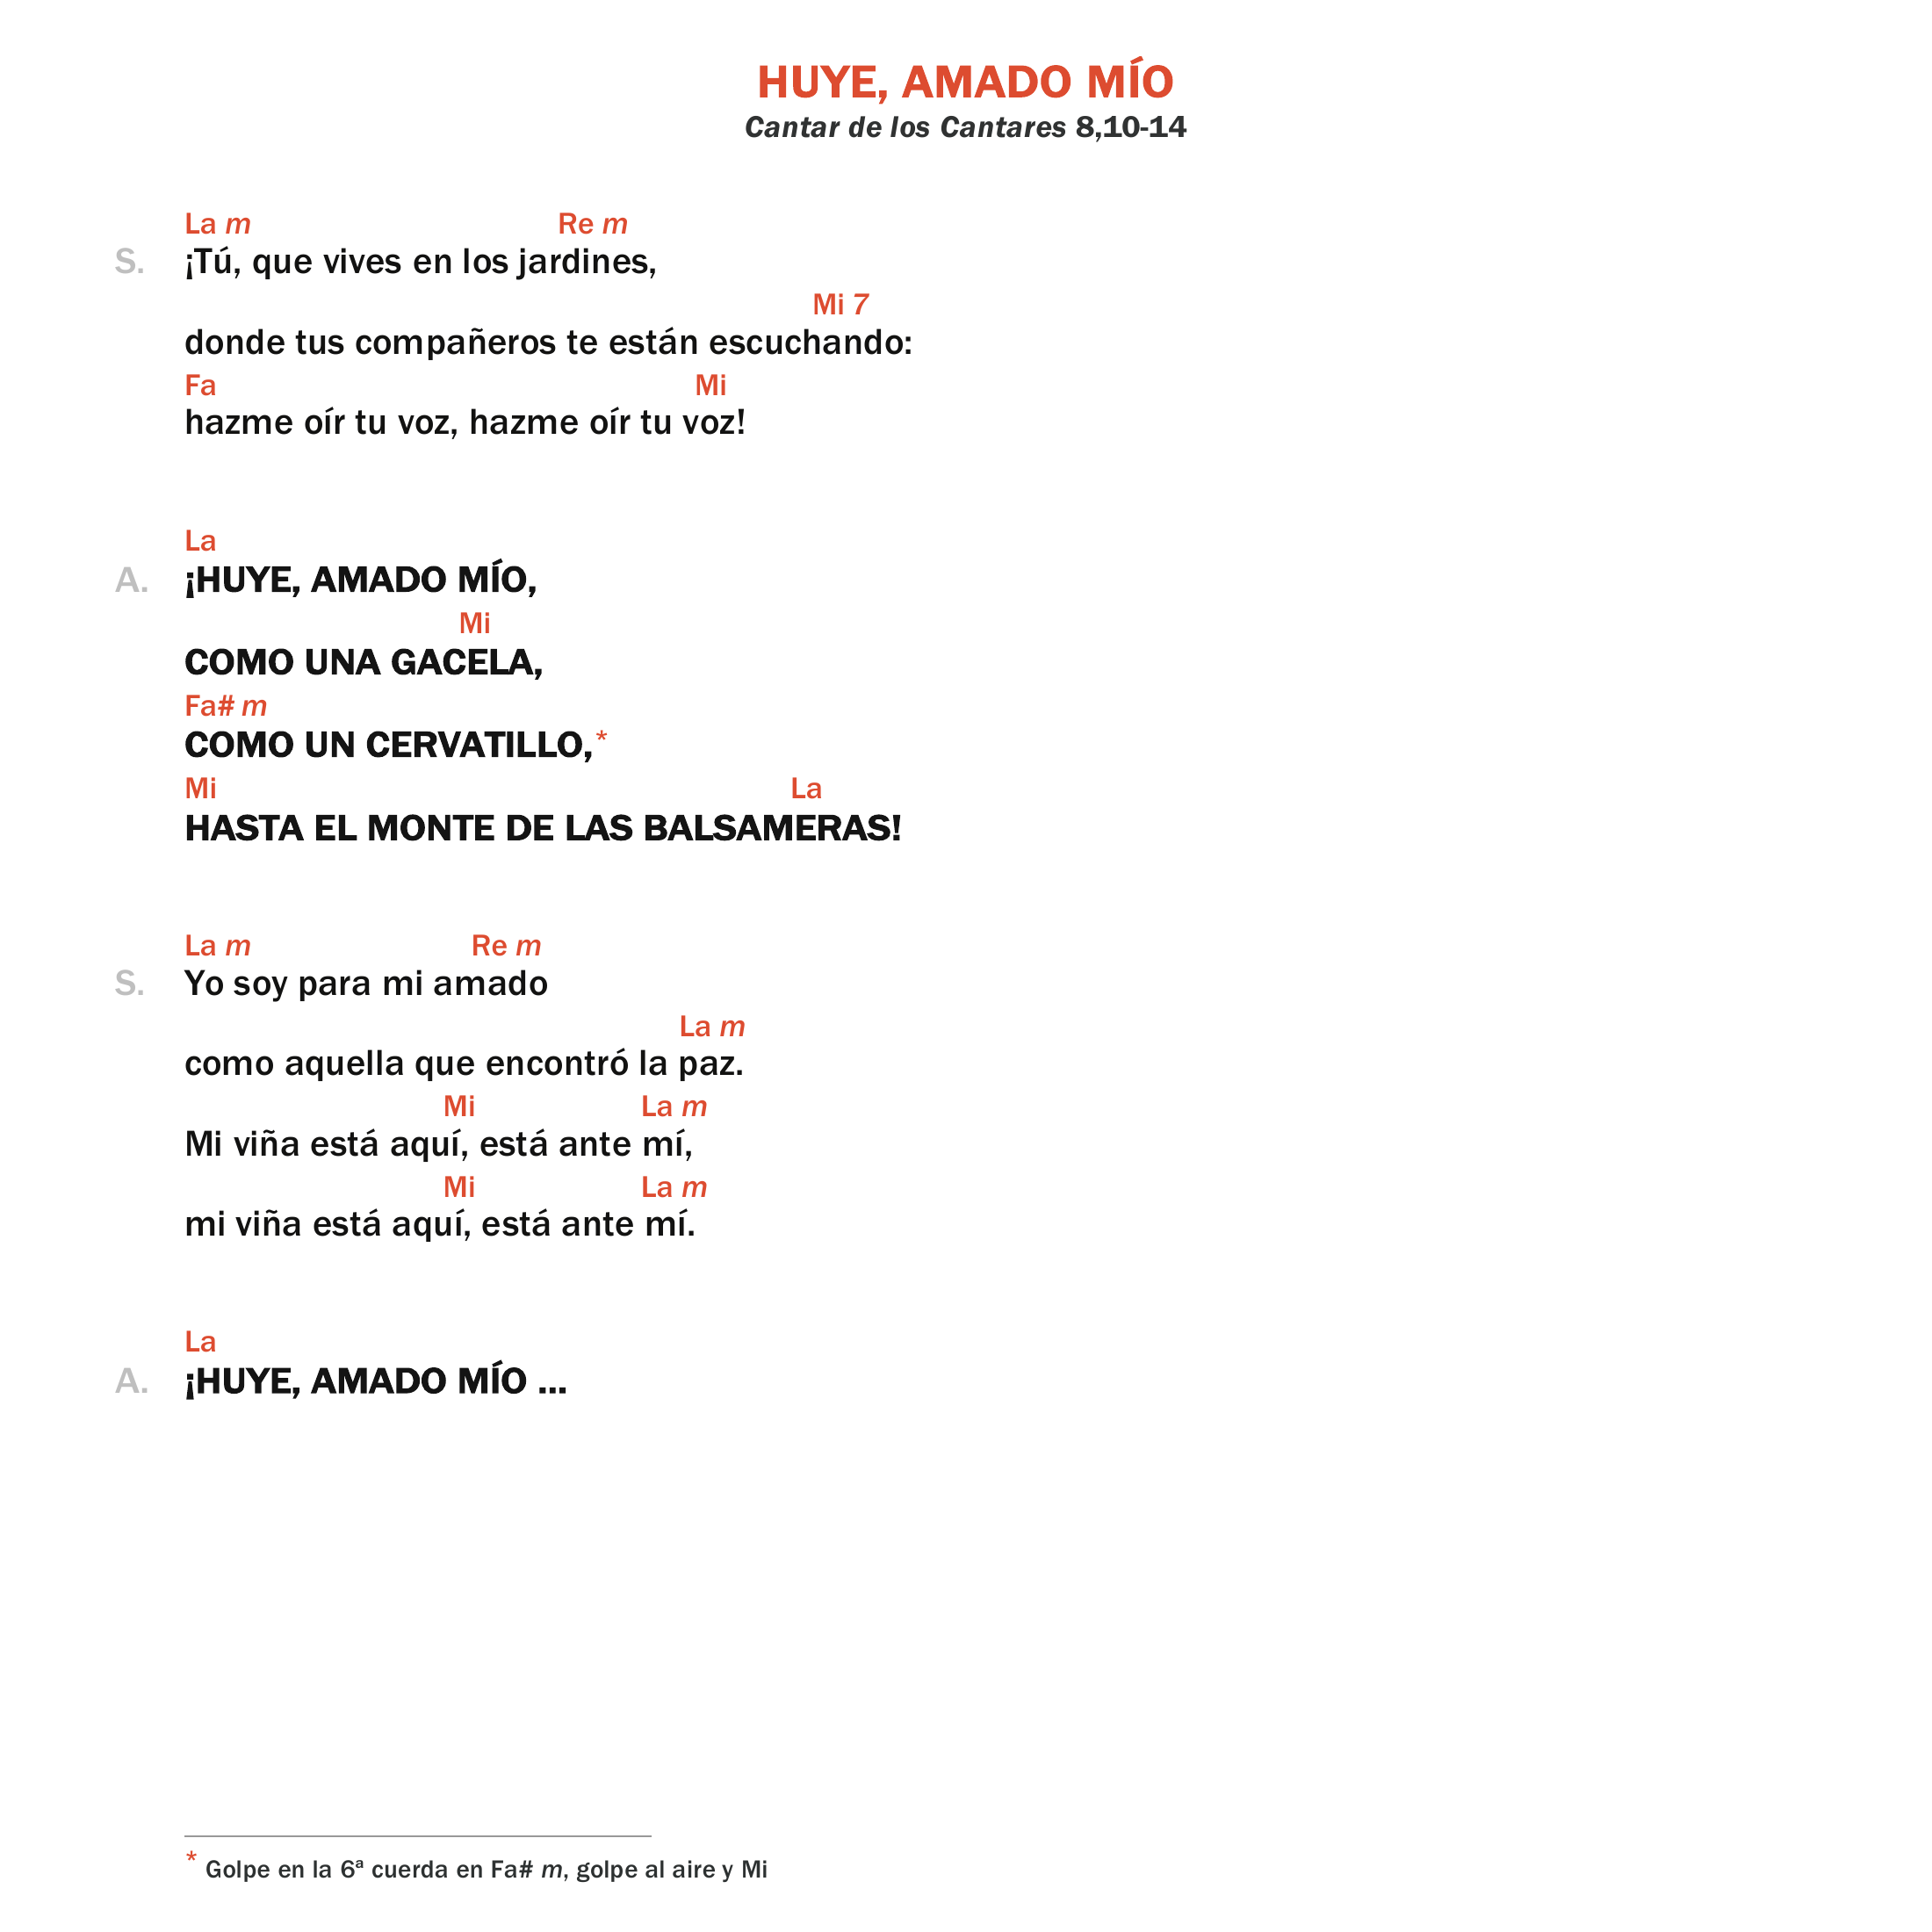 HUYE, AMADO MÍO
Cantar de los Cantares 8,10-14
La m Re m
S. ¡Tú, que vives en los jardines,
Mi 7
donde tus compañeros te están escuchando:
Fa Mi
hazme oír tu voz, hazme oír tu voz!
La
A. ¡HUYE, AMADO MÍO,
Mi
COMO UNA GACELA,
Fa# m
COMO UN CERVATILLO,*
Mi La
HASTA EL MONTE DE LAS BALSAMERAS!
La m Re m
S. Yo soy para mi amado
La m
como aquella que encontró la paz.
Mi La m
Mi viña está aquí, está ante mí,
Mi La m
mi viña está aquí, está ante mí.
La
A. ¡HUYE, AMADO MÍO ...
* Golpe en la 6ª cuerda en Fa# m, golpe al aire y Mi